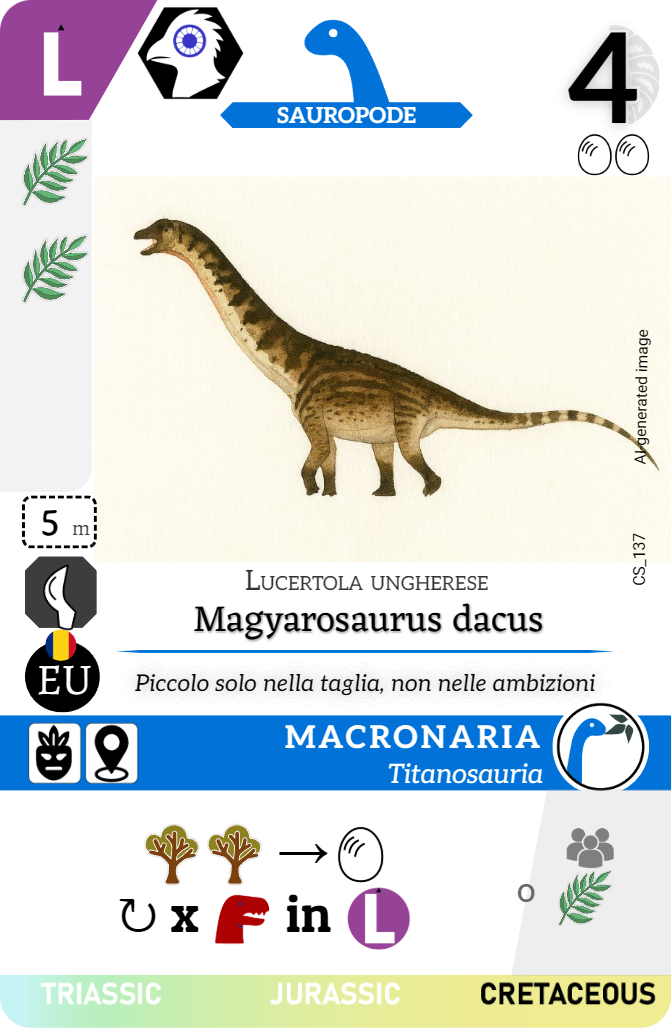 L
SAUROPODE
4
AI generated image
5 m
CS_137
LUCERTOLA UNGHERESE
Magyarosaurus dacus
EU
Piccolo solo nella taglia, non nelle ambizioni
MACRONARIA
Titanosauria
→
o
↻ x in L
TRIASSIC JURASSIC CRETACEOUS